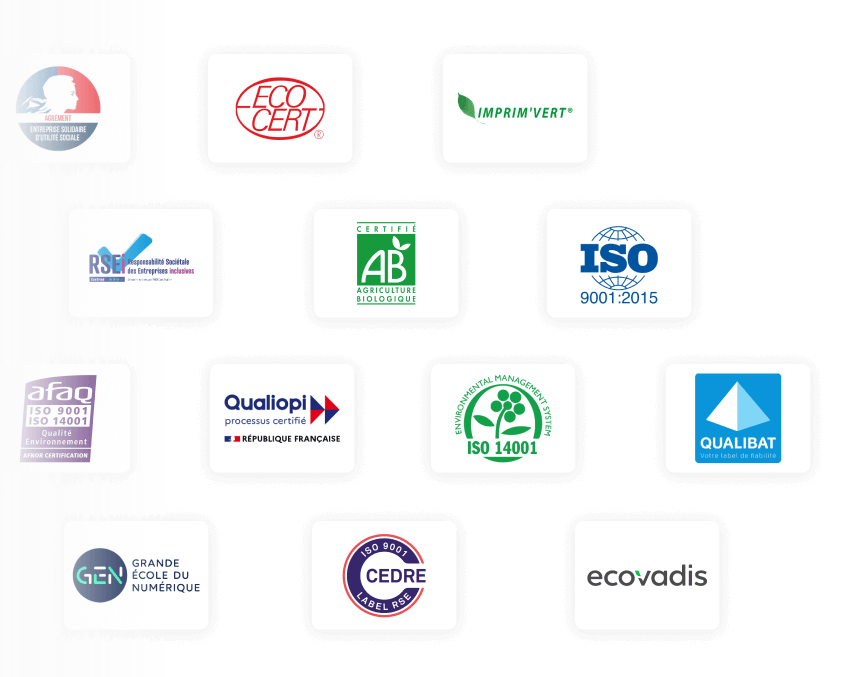 AGRÉMENT
ENTREPRISE SOLIDAIRE
D'UTILITÉ SOCIALE
ECO
CERT
®
IMPRIM'VERT®
RSEi Responsabilité Sociétale
des Entreprises inclusives
CERTIFIÉ
AB
AGRICULTURE
BIOLOGIQUE
ISO
9001:2015
afaq
ISO 9001
ISO 14001
Qualité
Environnement
AFNOR CERTIFICATION
Qualiopi
processus certifié
RÉPUBLIQUE FRANÇAISE
ENVIRONMENTAL MANAGEMENT SYSTEM
ISO 14001
QUALIBAT
Votre label de fiabilité
GEN
GRANDE
ÉCOLE DU
NUMÉRIQUE
ISO 9001
CEDRE
LABEL RSE
ecovadis